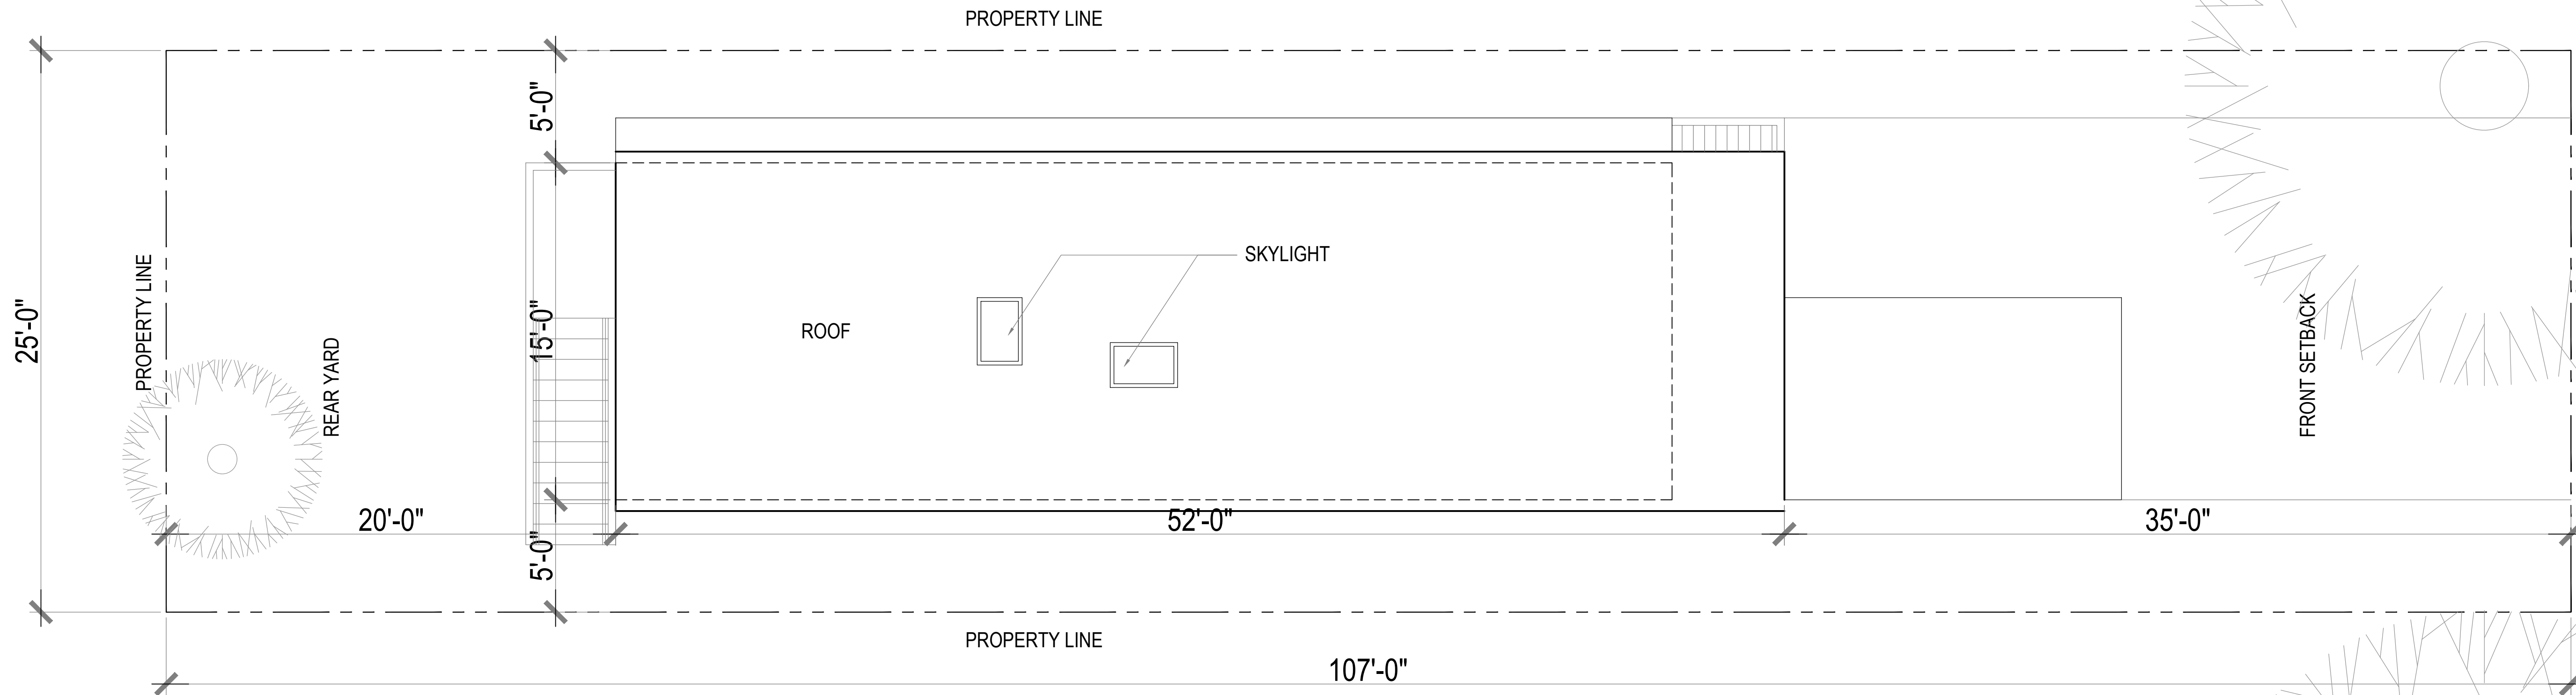 PROPERTY LINE
5'-0"
SKYLIGHT
25'-0"
PROPERTY LINE
REAR YARD
15'-0"
ROOF
FRONT SETBACK
20'-0"
52'-0"
35'-0"
5'-0"
PROPERTY LINE
107'-0"